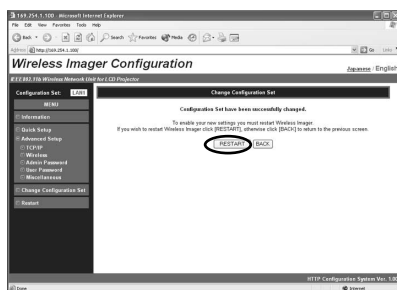 169.254.1.100 - Microsoft Internet Explorer
File Edit View Favorites Tools Help
Back Search Favorites Media
Address http://169.254.1.100/ Go Links
Wireless Imager Configuration
Japanese / English
IEEE802.11b Wireless Network Unit for LCD Projector
Configuration Set: LAN1
MENU
Information
Quick Setup
Advanced Setup
TCP/IP
Wireless
Admin Password
User Password
Miscellaneous
Change Configuration Set
Restart
Change Configuration Set
Configuration Set have been successfully changed.
To enable your new settings you must restart Wireless Imager.
If you wish to restart Wireless Imager click [RESTART], otherwise click [BACK] to return to the previous screen.
RESTART BACK
HTTP Configuration System Ver. 1.00
Done Internet